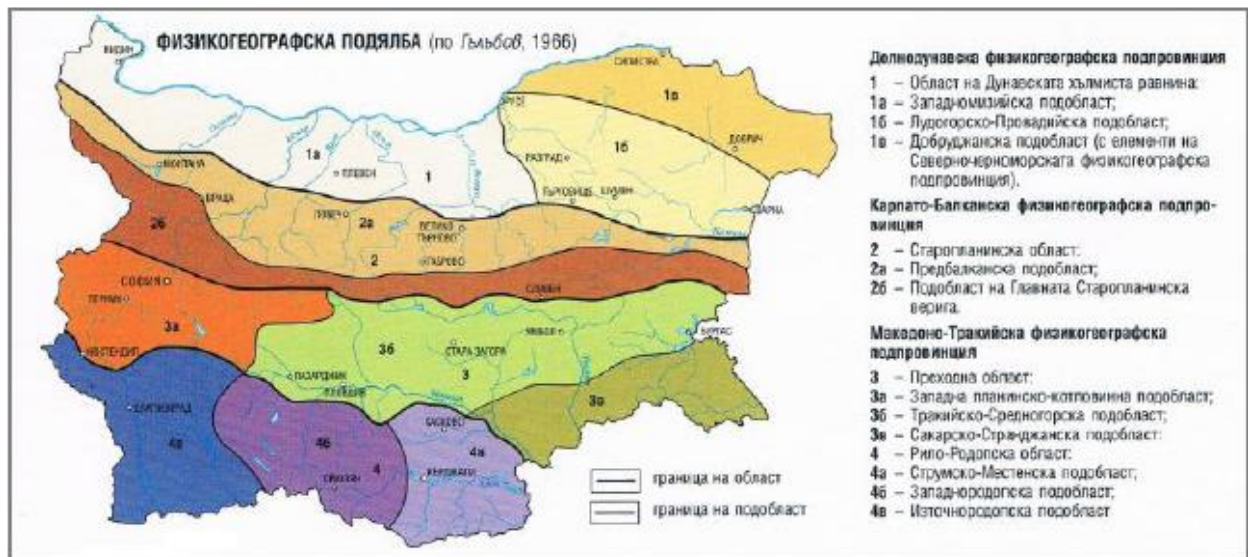 ФИЗИКОГЕОГРАФСКА ПОДЯЛБА (по Гълъбов, 1966)
ВИДИН
СИЛИСТРА
РУСЕ
1в
ДОБРИЧ
1б
РАЗГРАД
1а
МОНТАНА
ПЛЕВЕН
1
ТЪРГОВИЩЕ
ШУМЕН
ВАРНА
ВРАЦА
ЛОВЕЧ
2а
ВЕЛИКО
ТЪРНОВО
2б
2
ГАБРОВО
СОФИЯ
СЛИВЕН
ПЕРНИК
3а
ЯМБОЛ
БУРГАС
3б
СТАРА ЗАГОРА
КЮСТЕНДИЛ
ПАЗАРДЖИК
3
ПЛОВДИВ
3в
БЛАГОЕВГРАД
ХАСКОВО
4в
4б
4а
4
КЪРДЖАЛИ
СМОЛЯН
граница на област
граница на подобласт
Долнодунавска физикогеографска подпровинция
1 – Област на Дунавската хълмиста равнина:
1а – Западномизийска подобласт;
1б – Лудогорско-Провадийска подобласт;
1в – Добруджанска подобласт (с елементи на
Северночерноморската физикогеографска
подпровинция).
Карпато-Балканска физикогеографска подпро-
винция
2 – Старопланинска област:
2а – Предбалканска подобласт;
2б – Подобласт на Главната Старопланинска
верига.
Македоно-Тракийска физикогеографска
подпровинция
3 – Преходна област:
3а – Западна планинско-котловинна подобласт;
3б – Тракийско-Средногорска подобласт;
3в – Сакарско-Странджанска подобласт:
4 – Рило-Родопска област:
4а – Струмско-Местенска подобласт;
4б – Западнородопска подобласт;
4в – Източнородопска подобласт